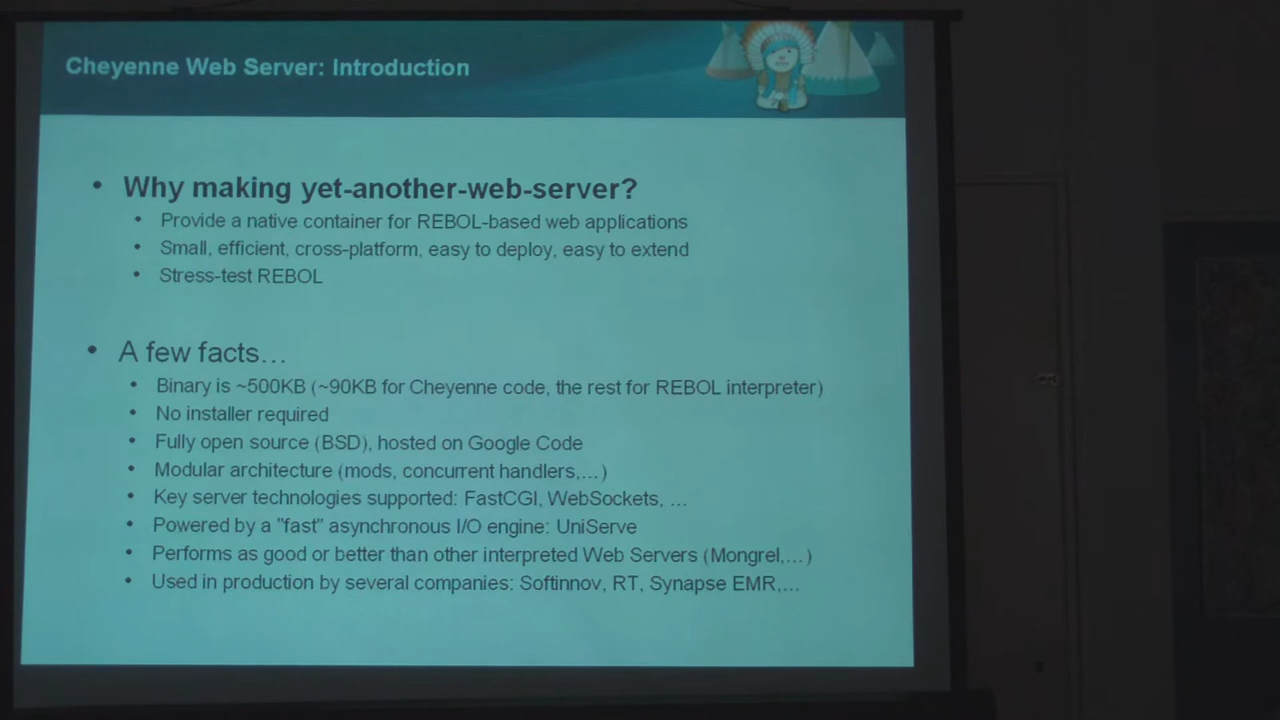 Cheyenne Web Server: Introduction
• Why making yet-another-web-server?
• Provide a native container for REBOL-based web applications
• Small, efficient, cross-platform, easy to deploy, easy to extend
• Stress-test REBOL
• A few facts…
• Binary is ~500KB (~90KB for Cheyenne code, the rest for REBOL interpreter)
• No installer required
• Fully open source (BSD), hosted on Google Code
• Modular architecture (mods, concurrent handlers,…)
• Key server technologies supported: FastCGI, WebSockets, …
• Powered by a "fast" asynchronous I/O engine: UniServe
• Performs as good or better than other interpreted Web Servers (Mongrel,…)
• Used in production by several companies: Softinnov, RT, Synapse EMR,…